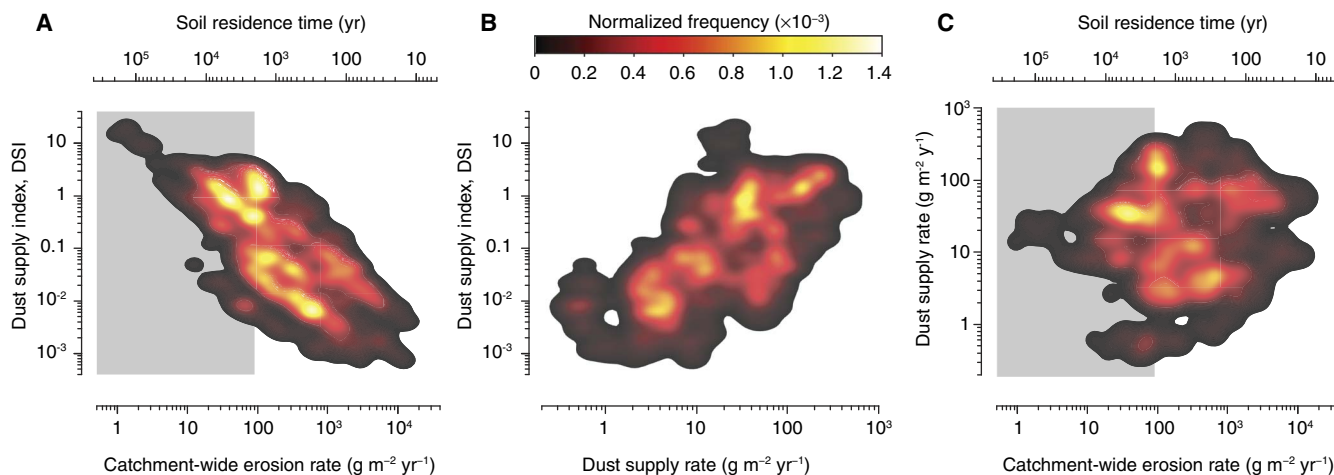 A
Soil residence time (yr)
10⁵ 10⁴ 10³ 100 10
Dust supply index, DSI
10
1
0.1
10⁻²
10⁻³
1 10 100 10³ 10⁴
Catchment-wide erosion rate (g m⁻² yr⁻¹)
B
Normalized frequency (×10⁻³)
0 0.2 0.4 0.6 0.8 1.0 1.2 1.4
Dust supply index, DSI
10
1
0.1
10⁻²
10⁻³
1 10 100 10³
Dust supply rate (g m⁻² yr⁻¹)
C
Soil residence time (yr)
10⁵ 10⁴ 10³ 100 10
Dust supply rate (g m⁻² y⁻¹)
10³
100
10
1
1 10 100 10³ 10⁴
Catchment-wide erosion rate (g m⁻² yr⁻¹)